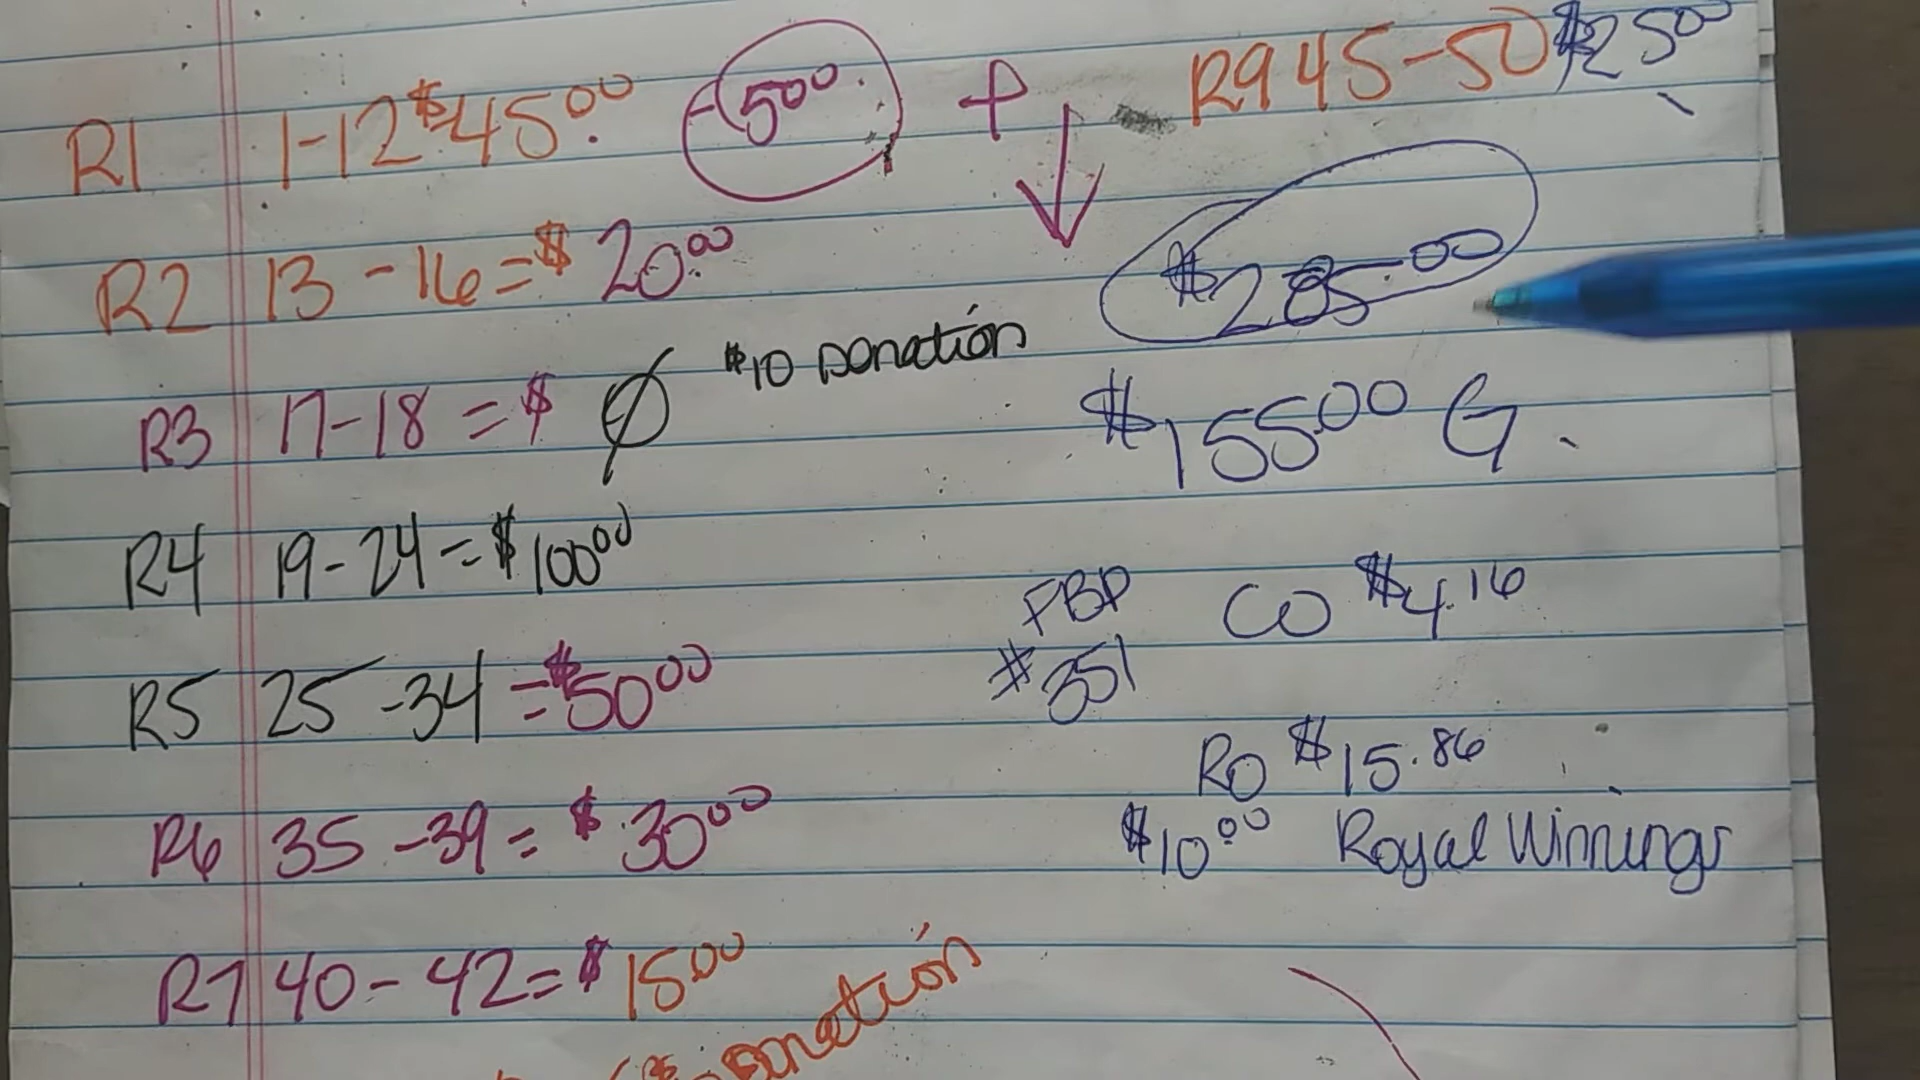 R1 1-12 $45.00 -5.00 + R9 45-50 $25.00
R2 13-16=$ 20.00
$285.00
R3 17-18 =$ Ø $10 Donation
$155.00 G.
R4 19-24=$100.00
FBP CO $4.16
R5 25-34 =$50.00 #351
RO $15.86
R6 35-39= $30.00 $10.00 Royal Winnings
R7 40-42=$ 15.00
Donation